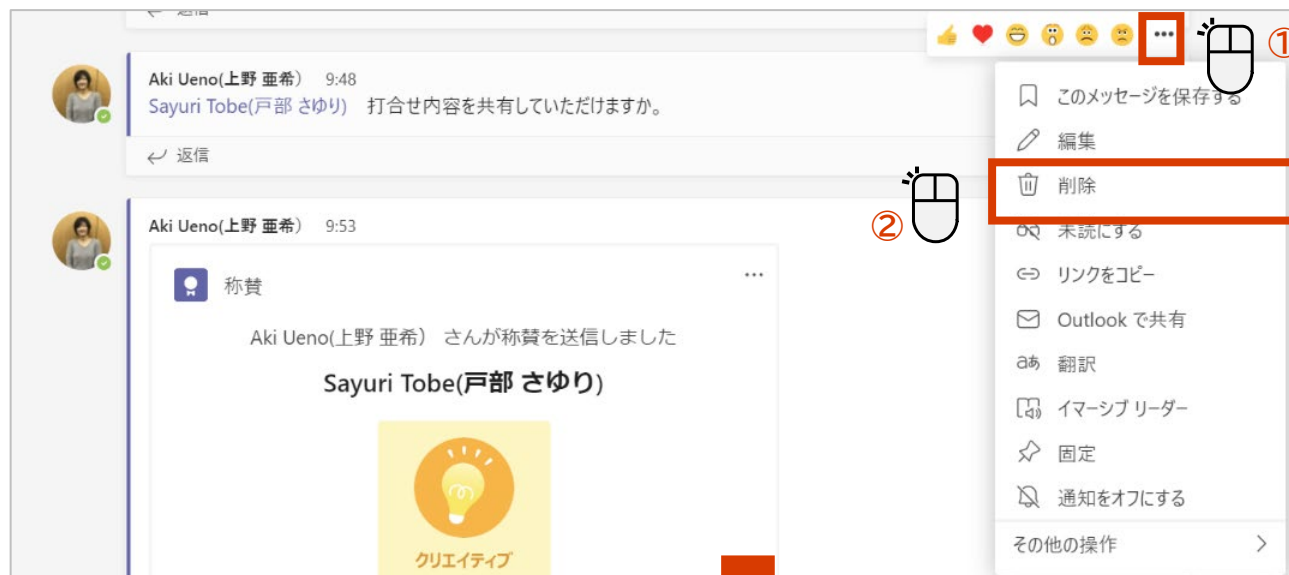 返信
①
Aki Ueno(上野 亜希） 9:48
Sayuri Tobe(戸部 さゆり) 打合せ内容を共有していただけますか。
返信
Aki Ueno(上野 亜希） 9:53
称賛
Aki Ueno(上野 亜希） さんが称賛を送信しました
Sayuri Tobe(戸部 さゆり)
クリエイティブ
②
このメッセージを保存する
編集
削除
未読にする
リンクをコピー
Outlook で共有
aあ 翻訳
イマーシブ リーダー
固定
通知をオフにする
その他の操作